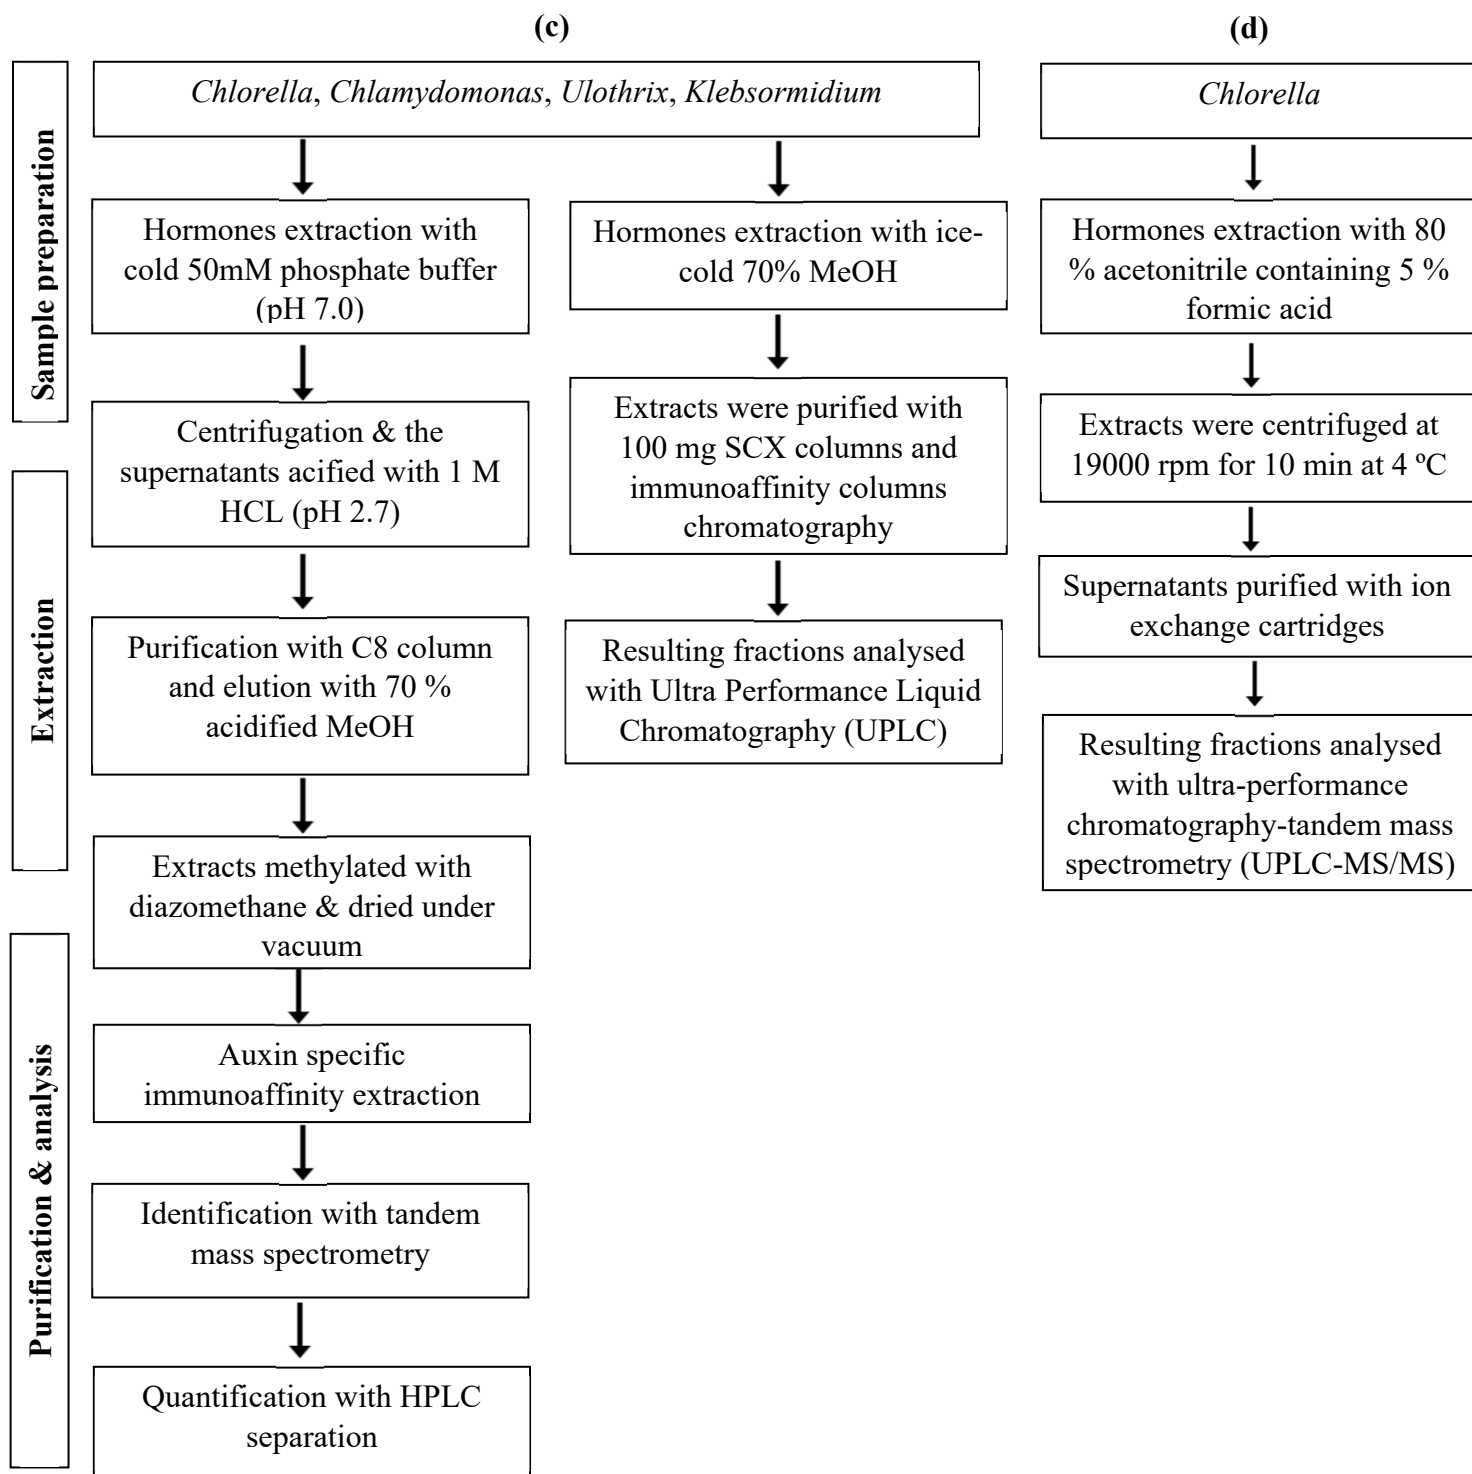 (c)
Chlorella, Chlamydomonas, Ulothrix, Klebsormidium
Sample preparation
Extraction
Purification & analysis
Hormones extraction with
cold 50mM phosphate buffer
(pH 7.0)
Centrifugation & the
supernatants acified with 1 M
HCL (pH 2.7)
Purification with C8 column
and elution with 70 %
acidified MeOH
Extracts methylated with
diazomethane & dried under
vacuum
Auxin specific
immunoaffinity extraction
Identification with tandem
mass spectrometry
Quantification with HPLC
separation
Hormones extraction with ice-
cold 70% MeOH
Extracts were purified with
100 mg SCX columns and
immunoaffinity columns
chromatography
Resulting fractions analysed
with Ultra Performance Liquid
Chromatography (UPLC)
(d)
Chlorella
Hormones extraction with 80
% acetonitrile containing 5 %
formic acid
Extracts were centrifuged at
19000 rpm for 10 min at 4 ºC
Supernatants purified with ion
exchange cartridges
Resulting fractions analysed
with ultra-performance
chromatography-tandem mass
spectrometry (UPLC-MS/MS)